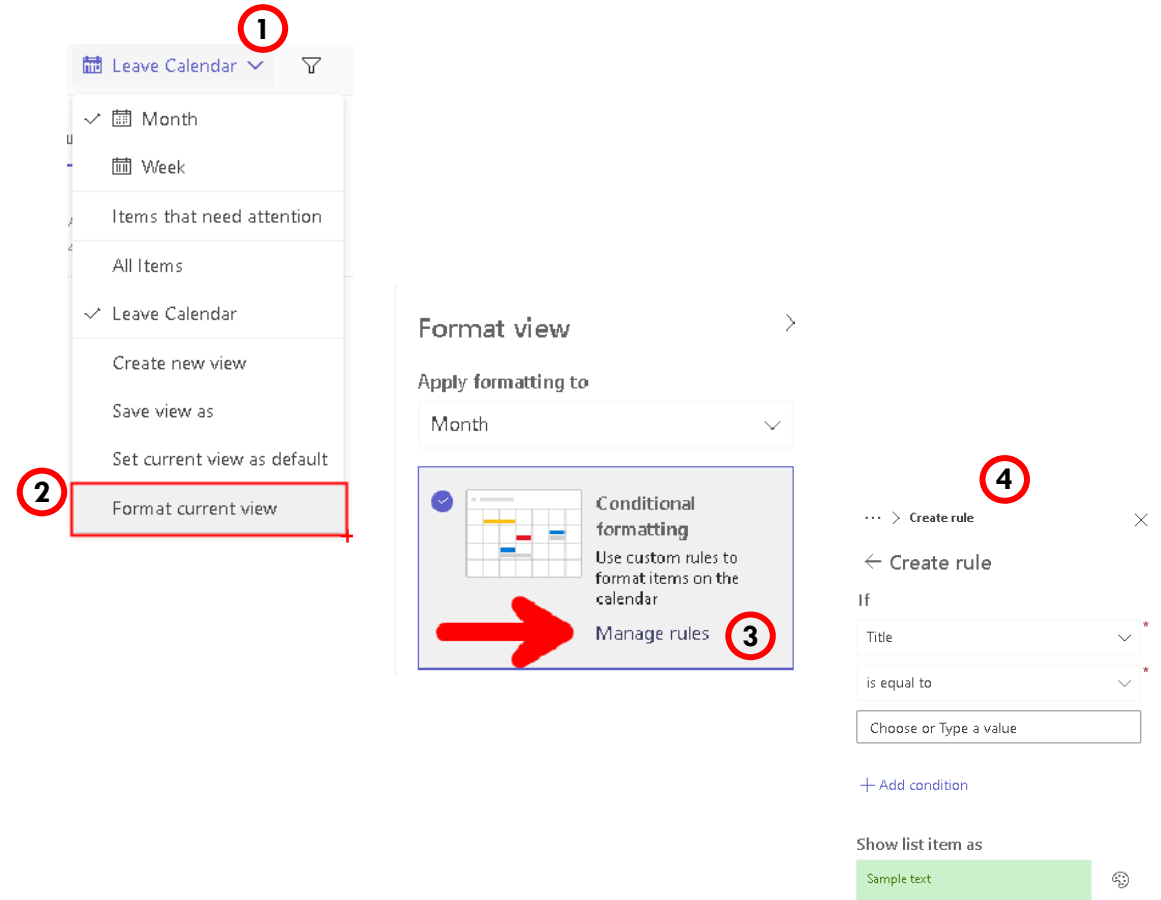 1
Leave Calendar
Month
Week
Items that need attention
All Items
Leave Calendar
Create new view
Save view as
Set current view as default
2
Format current view
Format view
Apply formatting to
Month
Conditional
formatting
Use custom rules to
format items on the
calendar
Manage rules
3
4
··· > Create rule
← Create rule
If
Title
*
is equal to
*
Choose or Type a value
+ Add condition
Show list item as
Sample text